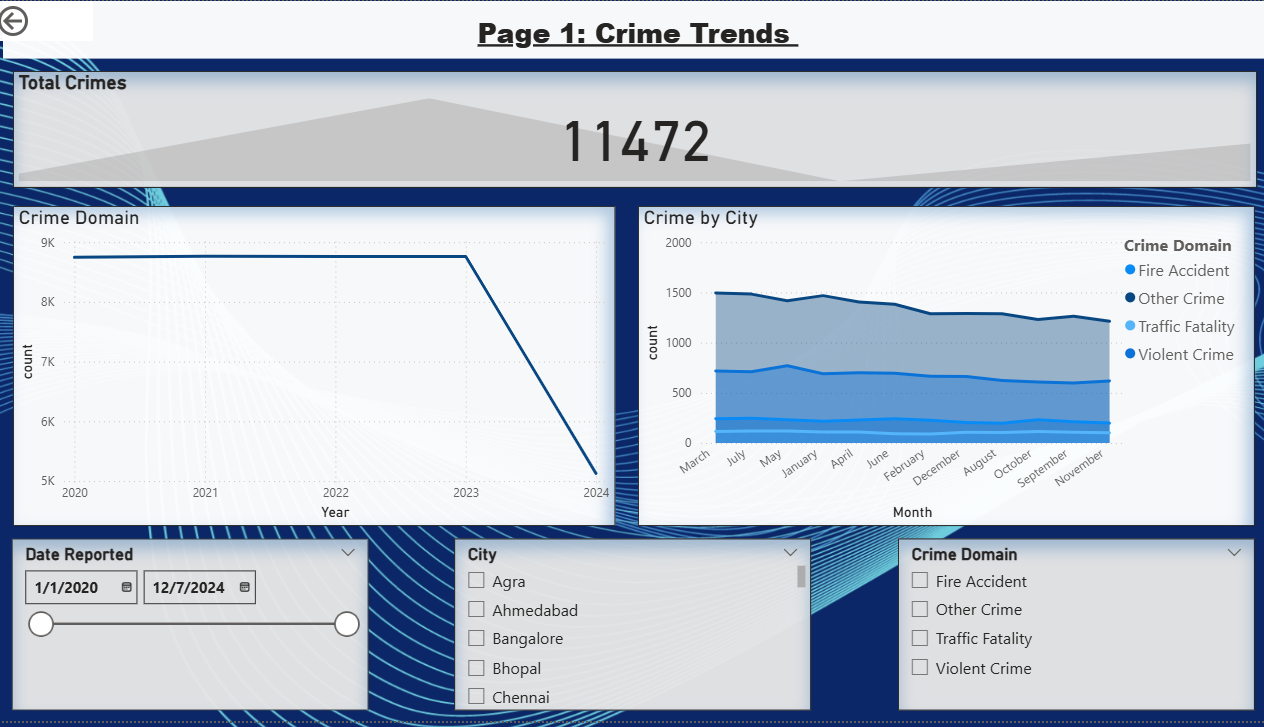 Page 1: Crime Trends
Total Crimes
11472
Crime Domain
9K
8K
7K
6K
5K
count
2020 2021 2022 2023 2024
Year
Crime by City
2000
1500
1000
500
0
count
March July May January April June February December August October September November
Month
Crime Domain
Fire Accident
Other Crime
Traffic Fatality
Violent Crime
Date Reported
1/1/2020 12/7/2024
City
Agra
Ahmedabad
Bangalore
Bhopal
Chennai
Crime Domain
Fire Accident
Other Crime
Traffic Fatality
Violent Crime